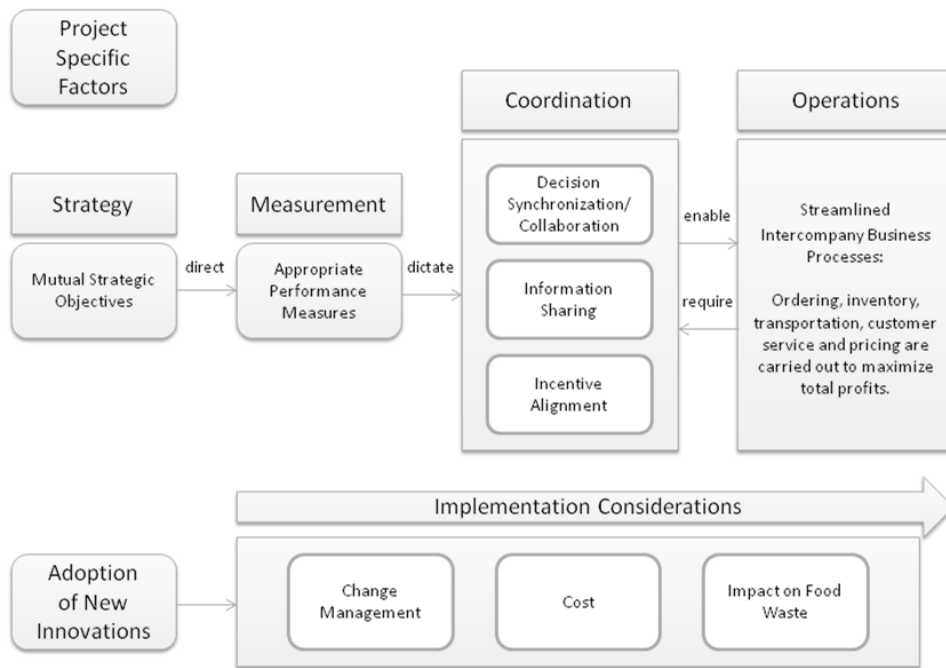 Project
Specific
Factors
Coordination
Operations
Strategy
Measurement
Mutual Strategic
Objectives
direct
Appropriate
Performance
Measures
dictate
Decision
Synchronization/
Collaboration
Information
Sharing
Incentive
Alignment
enable
require
Streamlined
Intercompany Business
Processes:
Ordering, inventory,
transportation, customer
service and pricing are
carried out to maximize
total profits.
Implementation Considerations
Adoption
of New
Innovations
Change
Management
Cost
Impact on Food
Waste